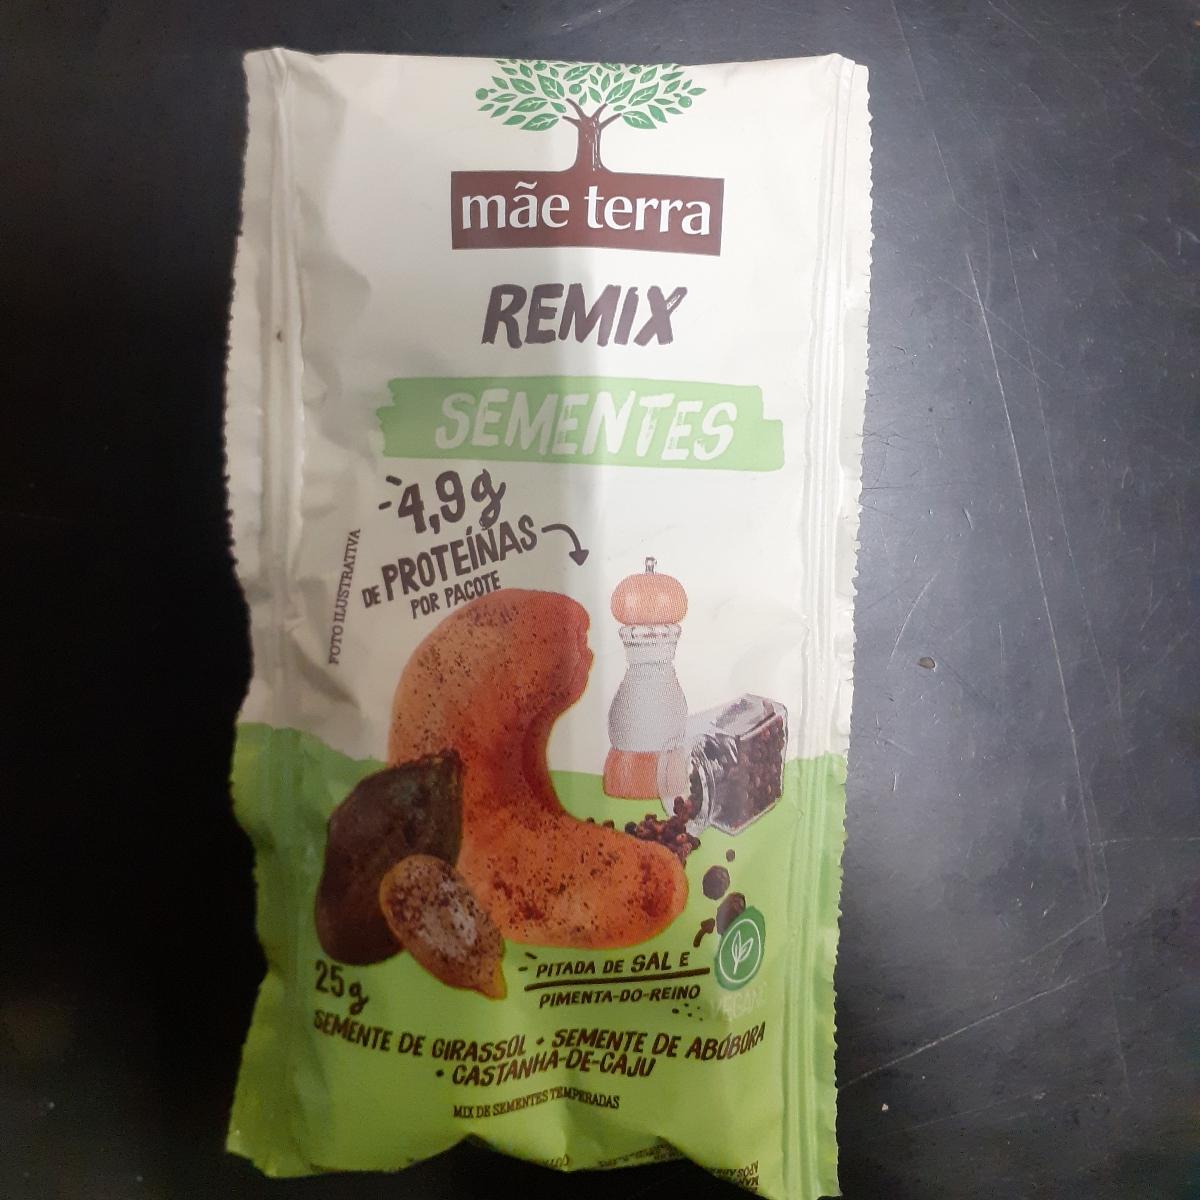 mãe terra
REMIX
SEMENTES
4,9g
DE PROTEÍNAS
POR PACOTE
FOTO ILUSTRATIVA
PITADA DE SAL E
PIMENTA-DO-REINO
VEGANO
25g
SEMENTE DE GIRASSOL • SEMENTE DE ABÓBORA
• CASTANHA-DE-CAJU
MIX DE SEMENTES TEMPERADAS